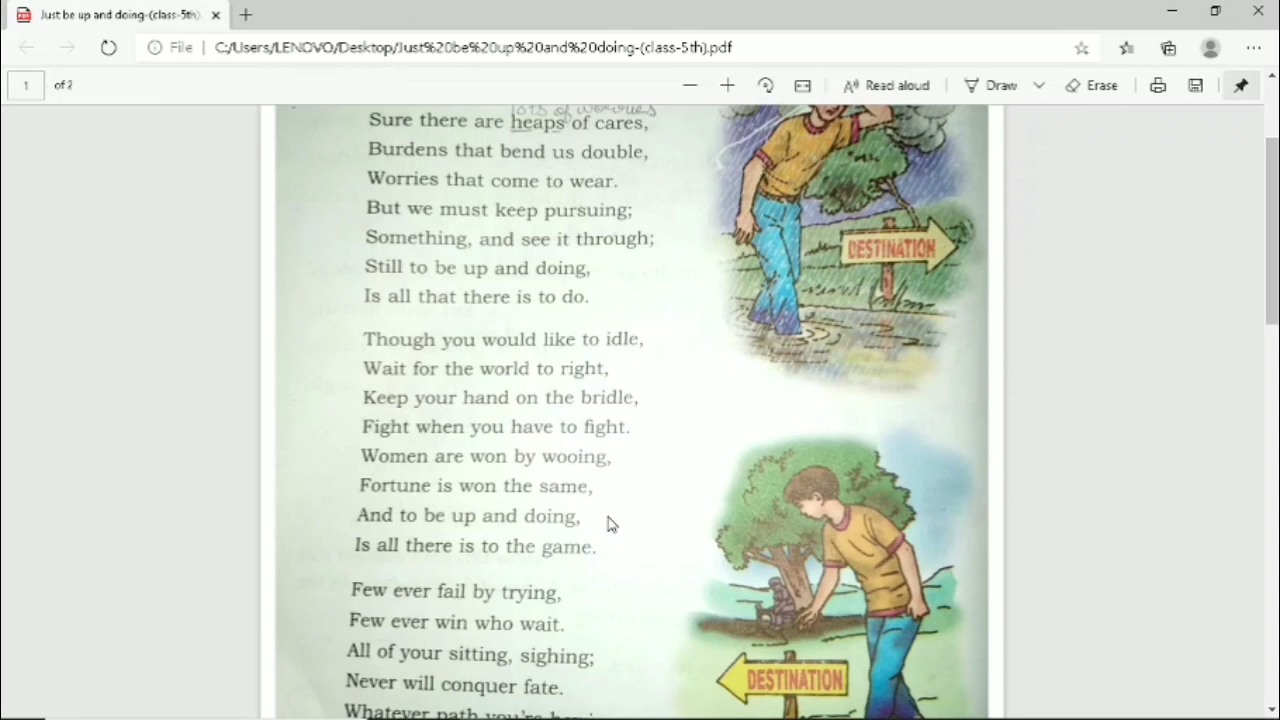 Just be up and doing-(class-5th).
File
C:/Users/LENOVO/Desktop/Just%20be%20up%20and%20doing-(class-5th).pdf
1 of 2
Read aloud
Draw
Erase
lots of worries
Sure there are heaps of cares,
Burdens that bend us double,
Worries that come to wear.
But we must keep pursuing;
Something, and see it through;
Still to be up and doing,
Is all that there is to do.
DESTINATION
Though you would like to idle,
Wait for the world to right,
Keep your hand on the bridle,
Fight when you have to fight.
Women are won by wooing,
Fortune is won the same,
And to be up and doing,
Is all there is to the game.
Few ever fail by trying,
Few ever win who wait.
All of your sitting, sighing;
Never will conquer fate.
DESTINATION
Whatever path you're